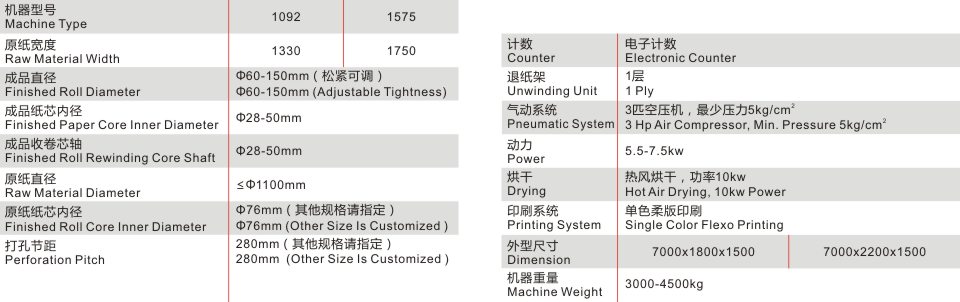 机器型号
Machine Type
1092
1575
原纸宽度
Raw Material Width
1330
1750
成品直径
Finished Roll Diameter
Φ60-150mm（松紧可调）
Φ60-150mm (Adjustable Tightness)
成品纸芯内径
Finished Paper Core Inner Diameter
Φ28-50mm
成品收卷芯轴
Finished Roll Rewinding Core Shaft
Φ28-50mm
原纸直径
Raw Material Diameter
≤Φ1100mm
原纸纸芯内径
Finished Roll Core Inner Diameter
Φ76mm（其他规格请指定）
Φ76mm (Other Size Is Customized )
打孔节距
Perforation Pitch
280mm（其他规格请指定）
280mm (Other Size Is Customized )
计数
Counter
电子计数
Electronic Counter
退纸架
Unwinding Unit
1层
1 Ply
气动系统
Pneumatic System
3匹空压机，最少压力5kg/cm²
3 Hp Air Compressor, Min. Pressure 5kg/cm²
动力
Power
5.5-7.5kw
烘干
Drying
热风烘干，功率10kw
Hot Air Drying, 10kw Power
印刷系统
Printing System
单色柔版印刷
Single Color Flexo Printing
外型尺寸
Dimension
7000x1800x1500
7000x2200x1500
机器重量
Machine Weight
3000-4500kg